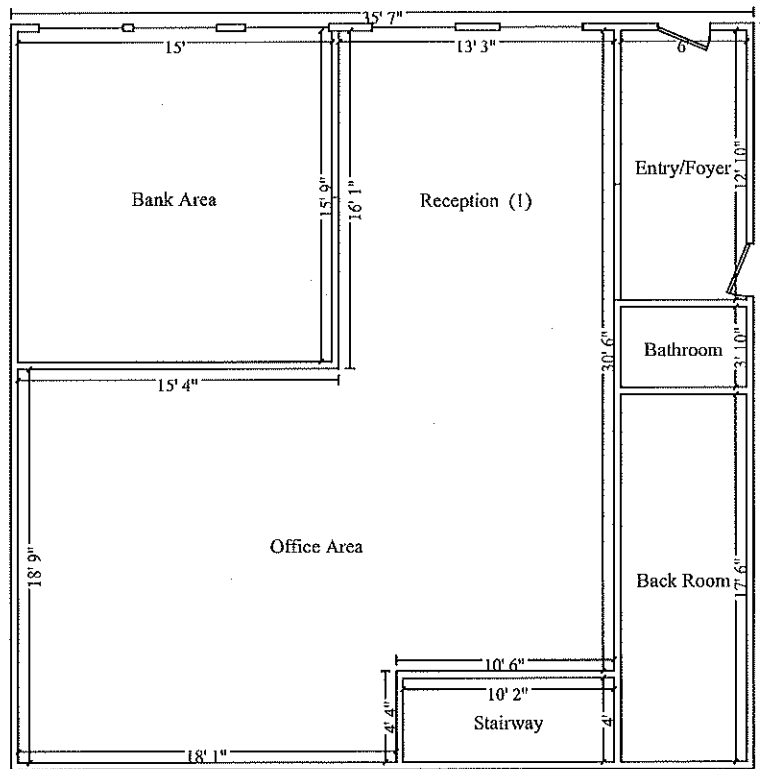 35' 7"
15'
13' 3"
6'
Bank Area
15' 9"
16' 1"
Reception (1)
Entry/Foyer
12' 10"
Bathroom
3' 10"
30' 6"
15' 4"
18' 9"
Office Area
Back Room
17' 6"
10' 6"
10' 2"
4' 4"
Stairway
4'
18' 1"